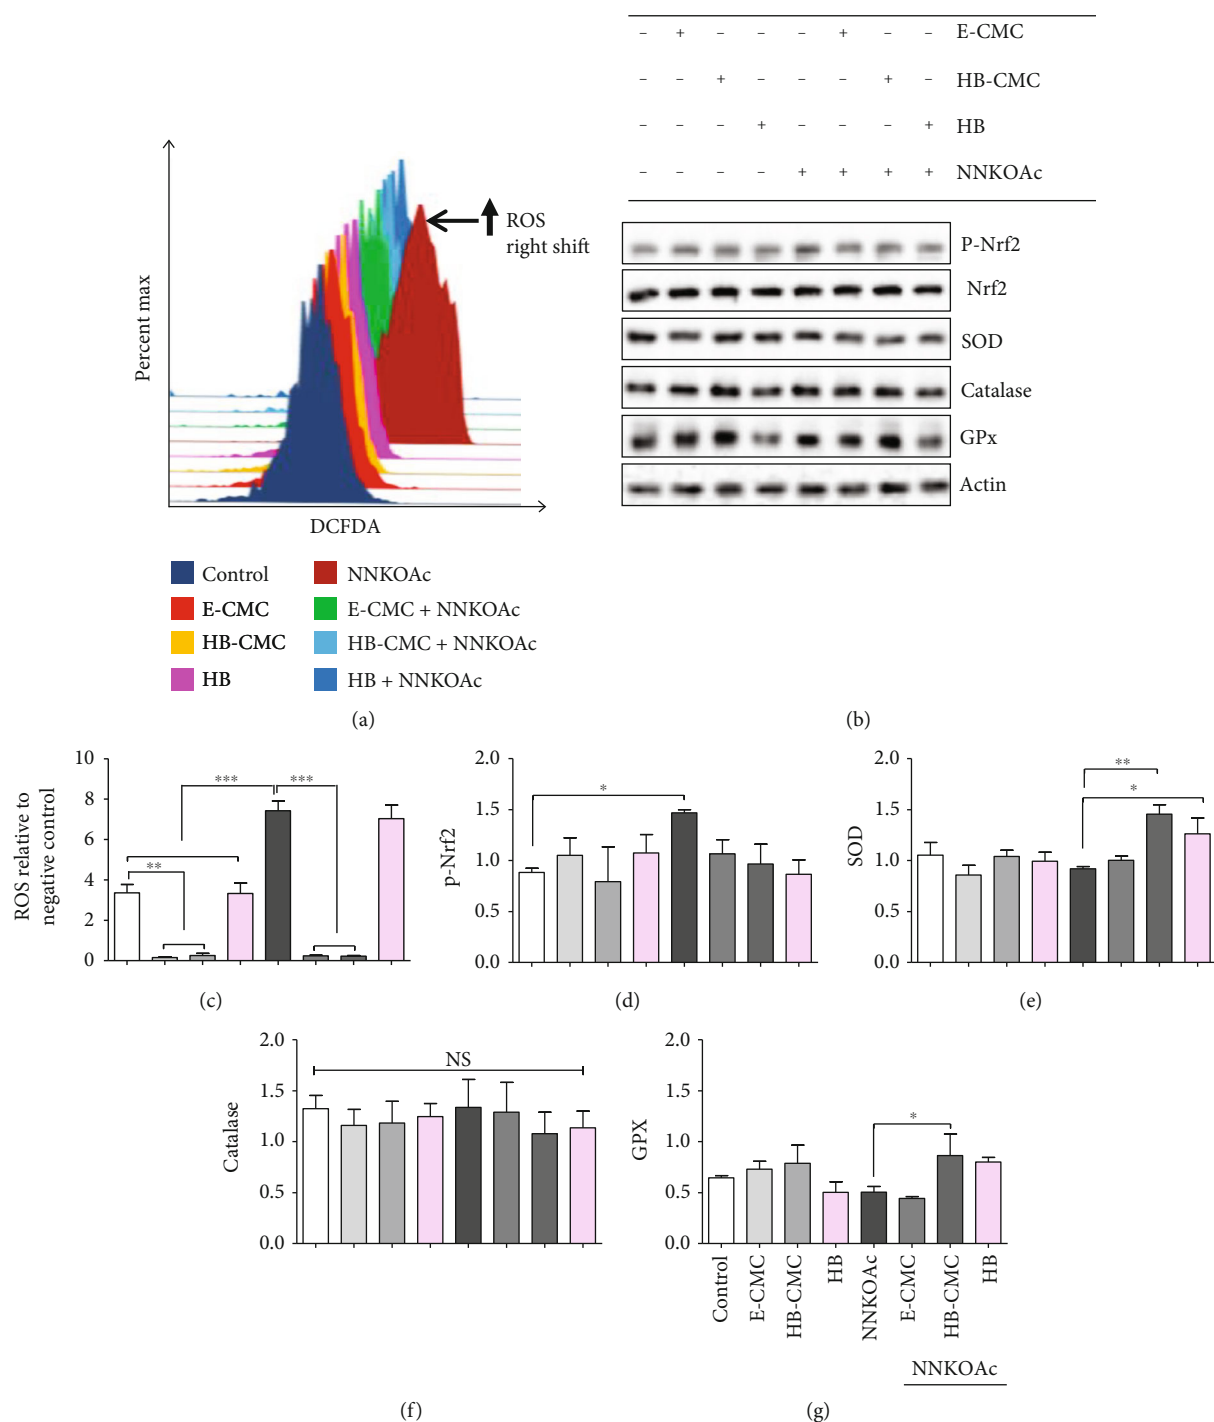 − + − − − + − − E-CMC
− − + − − − + − HB-CMC
− − − + − − − + HB
− − − − + + + + NNKOAc
Percent max
ROS
right shift
DCFDA
Control
E-CMC
HB-CMC
HB
NNKOAc
E-CMC + NNKOAc
HB-CMC + NNKOAc
HB + NNKOAc
(a)
P-Nrf2
Nrf2
SOD
Catalase
GPx
Actin
(b)
ROS relative to
negative control
10
8
6
4
2
0
**
***
***
(c)
p-Nrf2
2.0
1.5
1.0
0.5
0.0
*
(d)
SOD
2.0
1.5
1.0
0.5
0.0
**
*
(e)
Catalase
2.0
1.5
1.0
0.5
0.0
NS
(f)
GPX
2.0
1.5
1.0
0.5
0.0
*
Control
E-CMC
HB-CMC
HB
NNKOAc
E-CMC
HB-CMC
HB
NNKOAc
(g)